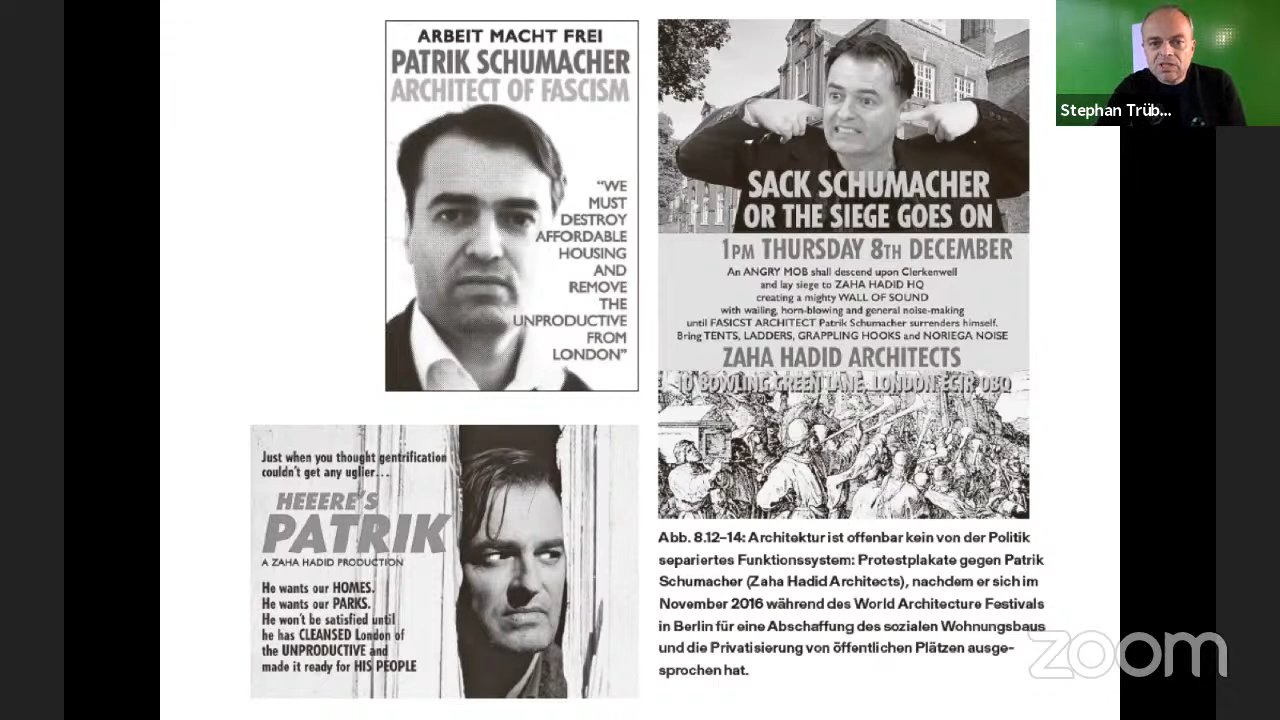 ARBEIT MACHT FREI
PATRIK SCHUMACHER
ARCHITECT OF FASCISM
“WE
MUST
DESTROY
AFFORDABLE
HOUSING
AND
REMOVE
THE
UNPRODUCTIVE
FROM
LONDON”
SACK SCHUMACHER
OR THE SIEGE GOES ON
1PM THURSDAY 8TH DECEMBER
An ANGRY MOB shall descend upon Clerkenwell
and lay siege to ZAHA HADID HQ
creating a mighty WALL OF SOUND
with wailing, horn-blowing and general noise-making
until FASICST ARCHITECT Patrik Schumacher surrenders himself.
Bring TENTS, LADDERS, GRAPPLING HOOKS and NORIEGA NOISE
ZAHA HADID ARCHITECTS
10 BOWLING GREEN LANE, LONDON EC1R 0BQ
Just when you thought gentrification
couldn't get any uglier…
HEEERE'S
PATRIK
A ZAHA HADID PRODUCTION
He wants our HOMES.
He wants our PARKS.
He won't be satisfied until
he has CLEANSED London of
the UNPRODUCTIVE and
made it ready for HIS PEOPLE
Abb. 8.12–14: Architektur ist offenbar kein von der Politik
separiertes Funktionssystem: Protestplakate gegen Patrik
Schumacher (Zaha Hadid Architects), nachdem er sich im
November 2016 während des World Architecture Festivals
in Berlin für eine Abschaffung des sozialen Wohnungsbaus
und die Privatisierung von öffentlichen Plätzen ausge-
sprochen hat.
Stephan Trüb...
zoom